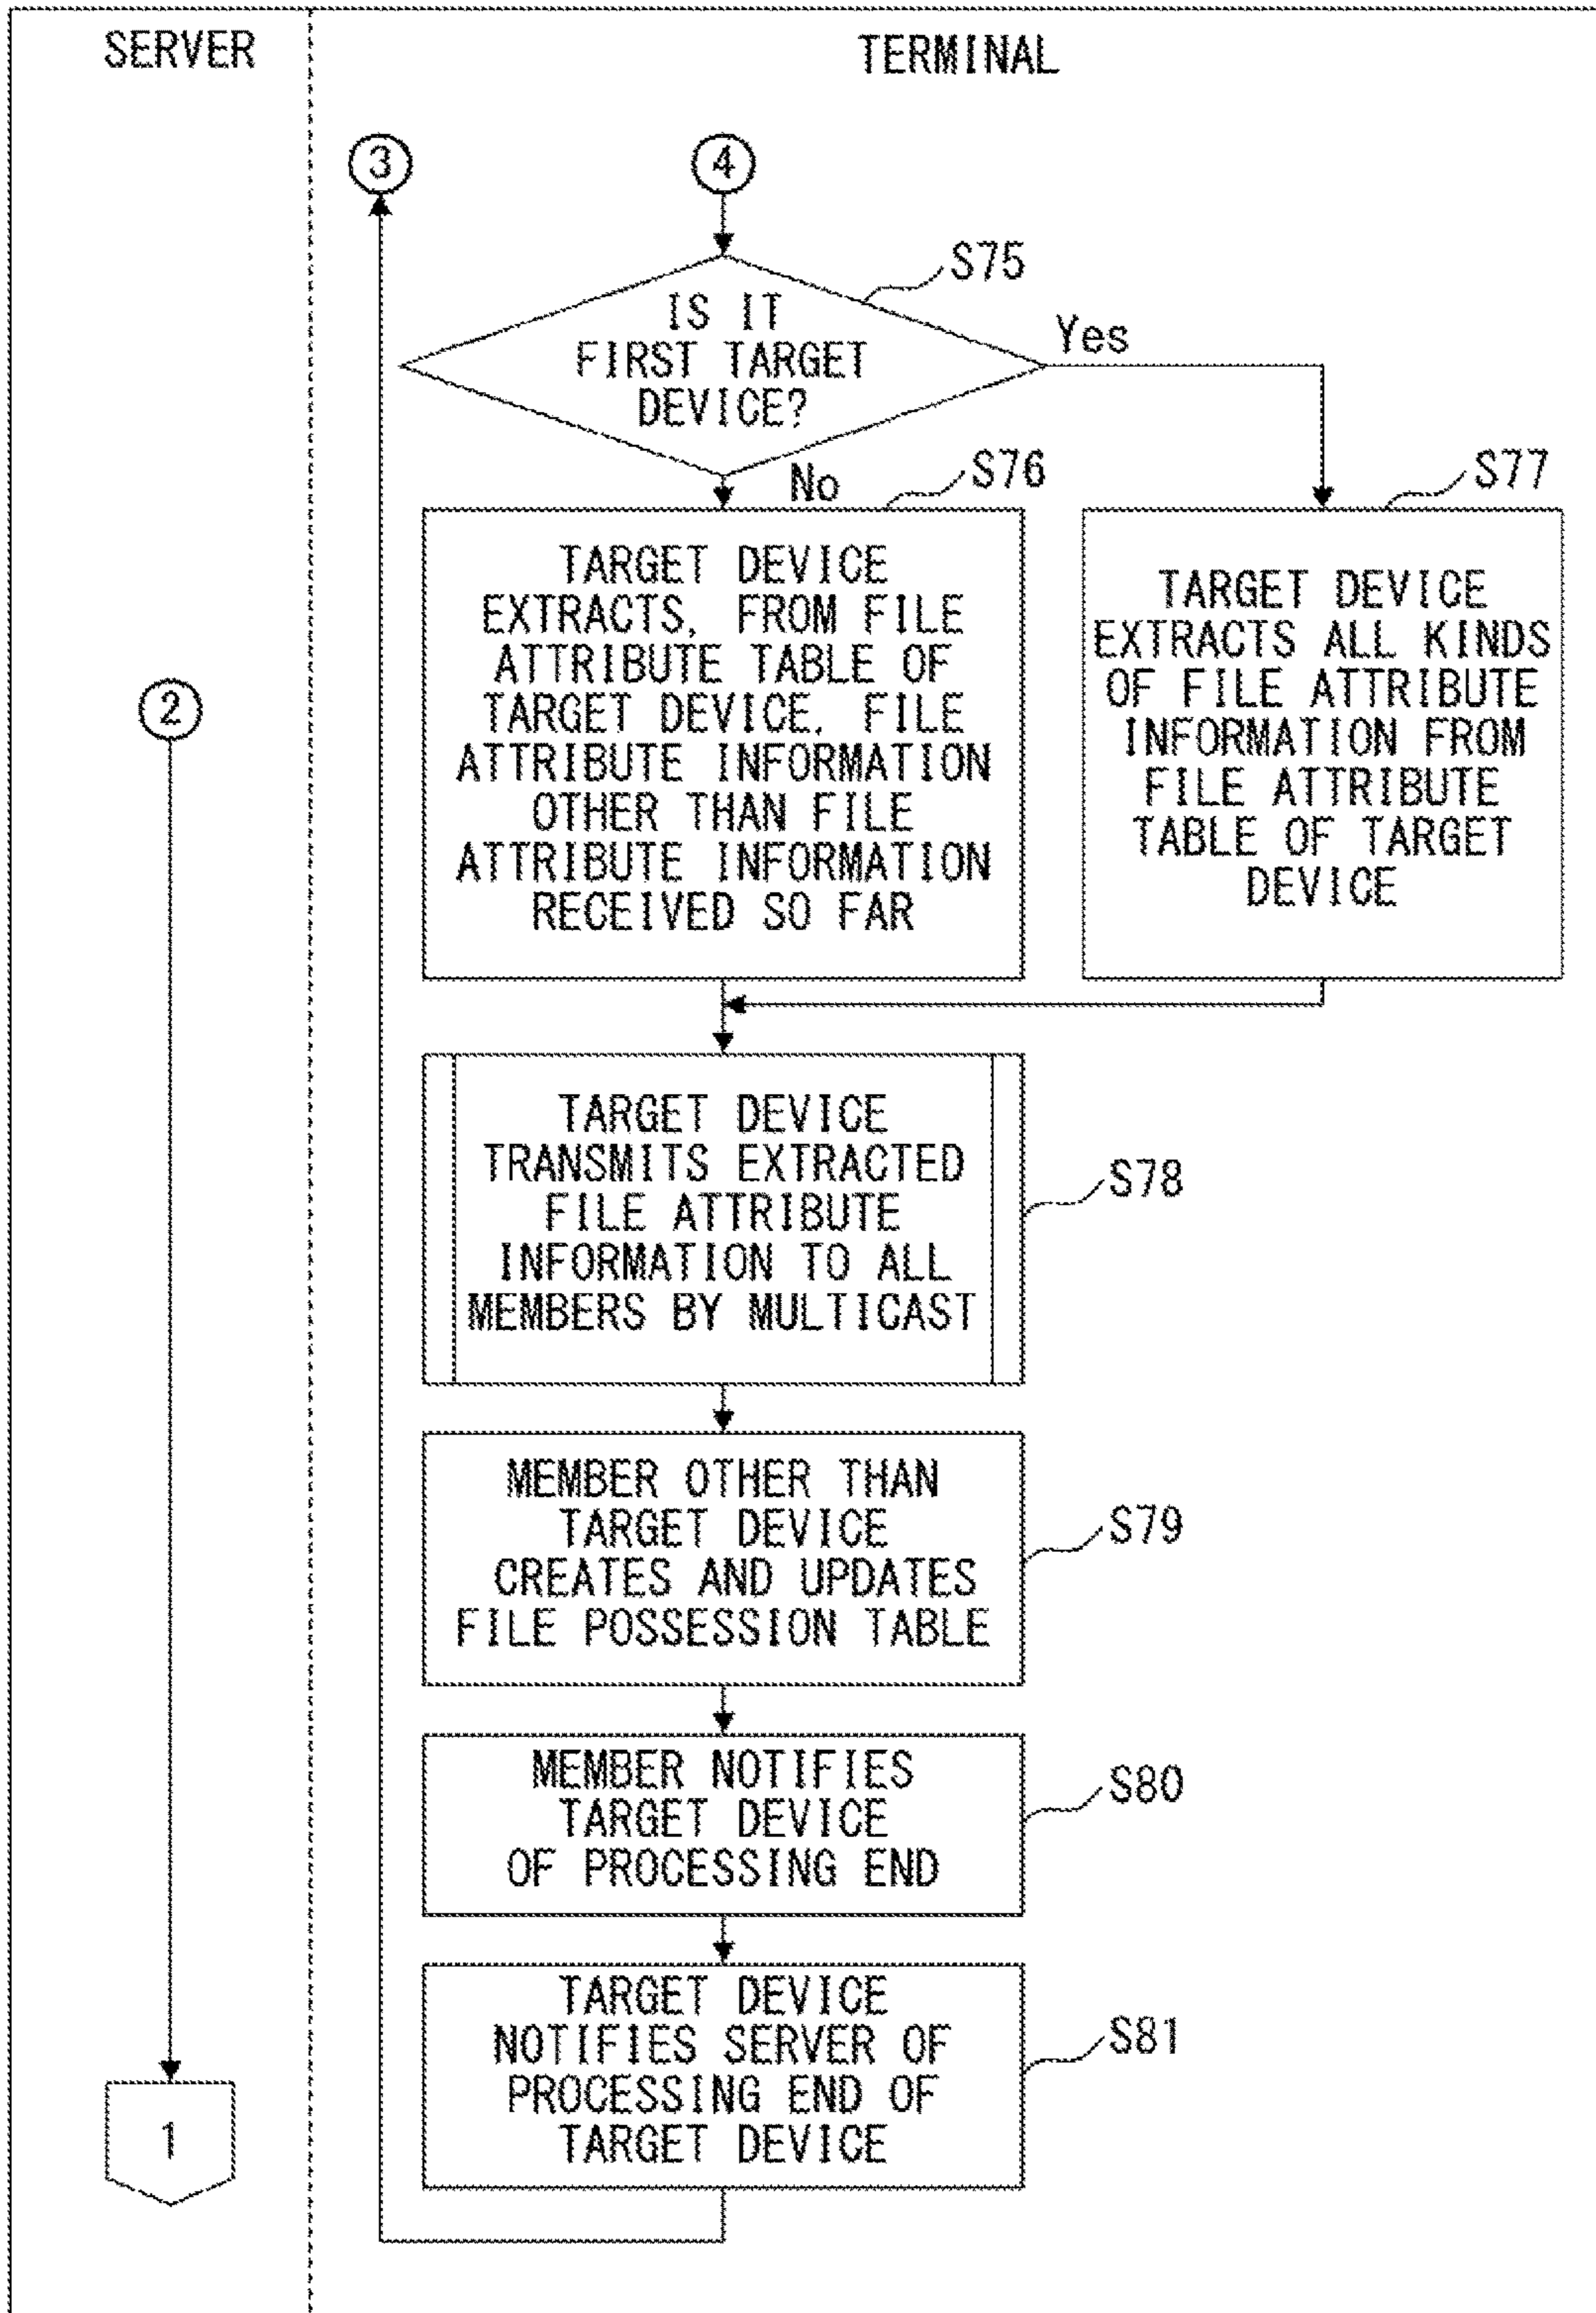 SERVER
TERMINAL
3
4
S75
IS IT
FIRST TARGET
DEVICE?
Yes
No
S76
S77
TARGET DEVICE
EXTRACTS, FROM FILE
ATTRIBUTE TABLE OF
TARGET DEVICE, FILE
ATTRIBUTE INFORMATION
OTHER THAN FILE
ATTRIBUTE INFORMATION
RECEIVED SO FAR
TARGET DEVICE
EXTRACTS ALL KINDS
OF FILE ATTRIBUTE
INFORMATION FROM
FILE ATTRIBUTE
TABLE OF TARGET
DEVICE
2
TARGET DEVICE
TRANSMITS EXTRACTED
FILE ATTRIBUTE
INFORMATION TO ALL
MEMBERS BY MULTICAST
S78
MEMBER OTHER THAN
TARGET DEVICE
CREATES AND UPDATES
FILE POSSESSION TABLE
S79
MEMBER NOTIFIES
TARGET DEVICE
OF PROCESSING END
S80
TARGET DEVICE
NOTIFIES SERVER OF
PROCESSING END OF
TARGET DEVICE
S81
1